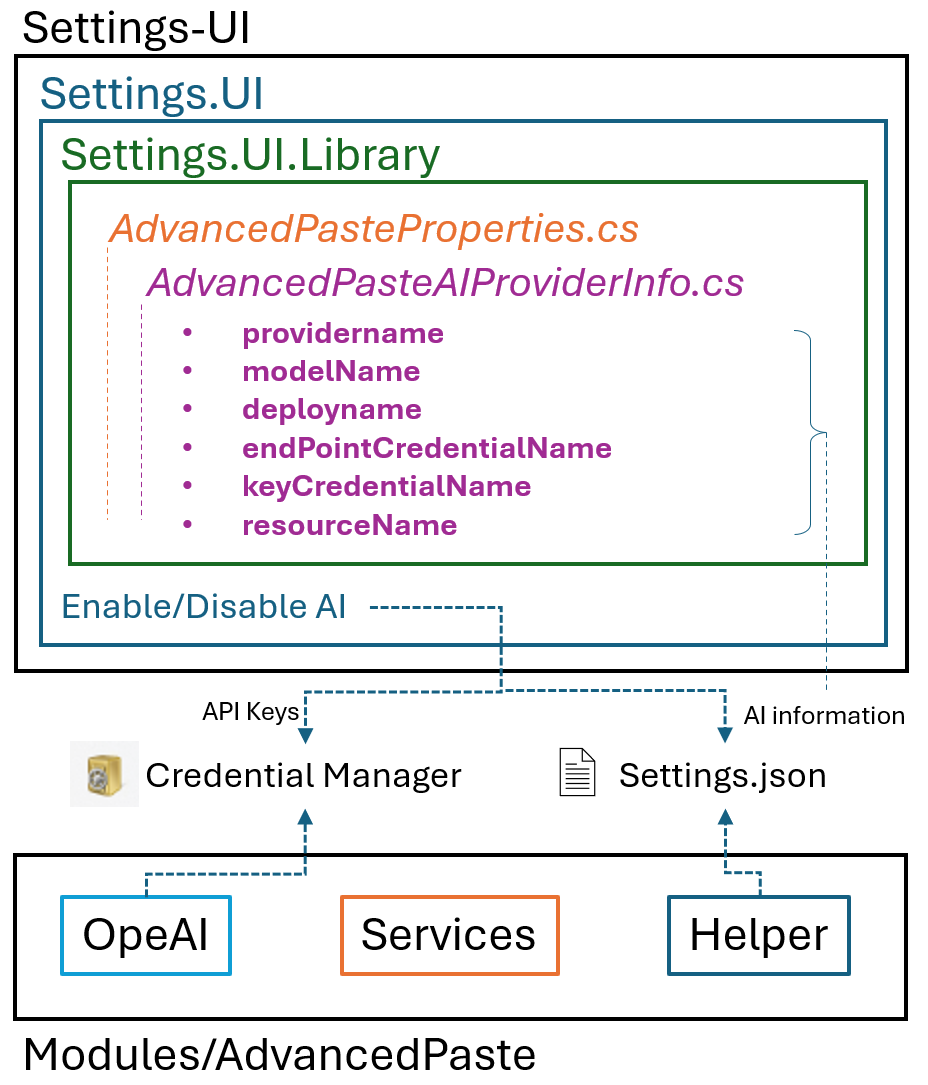 Settings-UI
Settings.UI
Settings.UI.Library
AdvancedPasteProperties.cs
AdvancedPasteAIProviderInfo.cs
• providername
• modelName
• deployname
• endPointCredentialName
• keyCredentialName
• resourceName
Enable/Disable AI
API Keys
AI information
Credential Manager
Settings.json
OpeAI
Services
Helper
Modules/AdvancedPaste